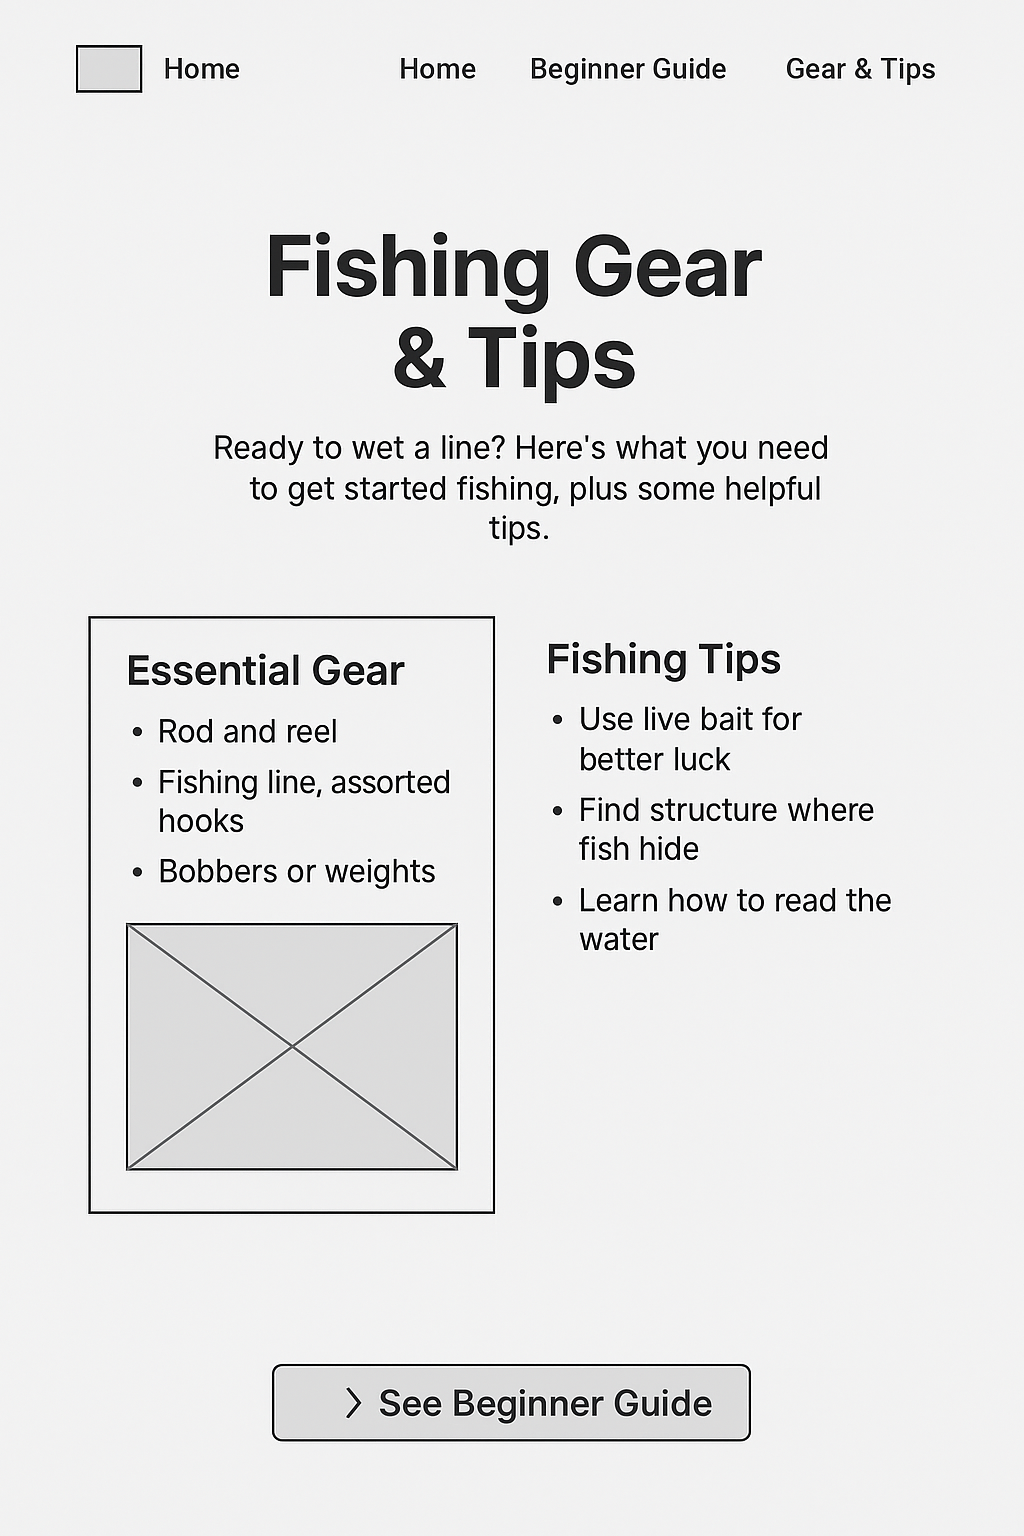 Home
Home
Beginner Guide
Gear & Tips
Fishing Gear
& Tips
Ready to wet a line? Here's what you need
to get started fishing, plus some helpful
tips.
Essential Gear
• Rod and reel
• Fishing line, assorted
hooks
• Bobbers or weights
Fishing Tips
• Use live bait for
better luck
• Find structure where
fish hide
• Learn how to read the
water
See Beginner Guide